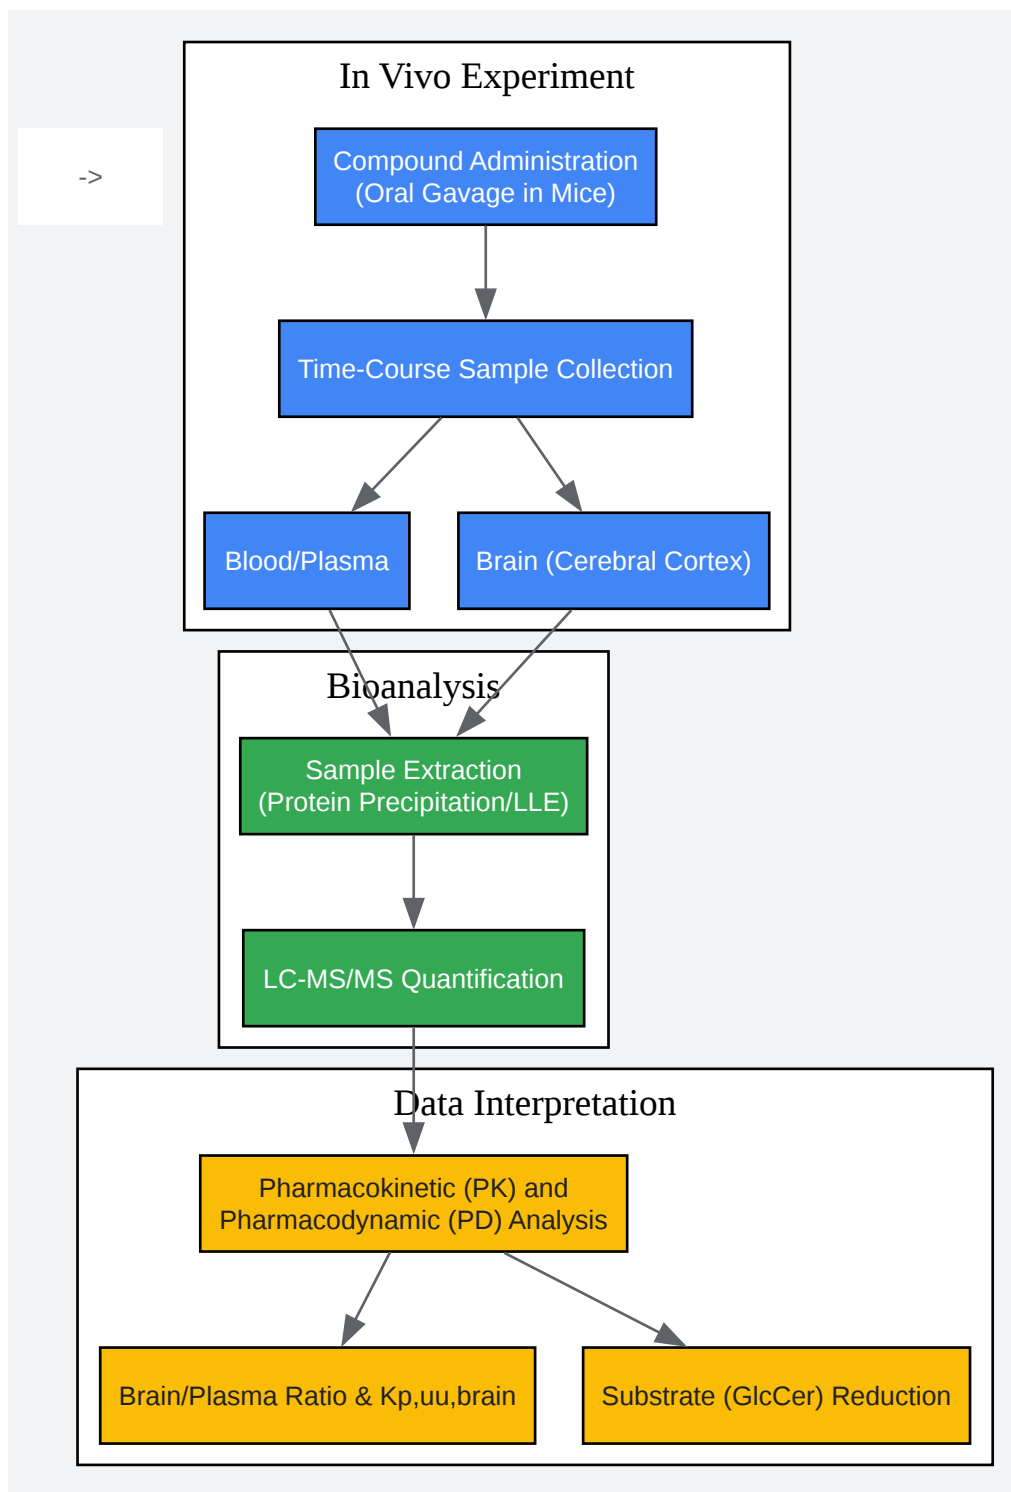 In Vivo Experiment
->
Compound Administration
(Oral Gavage in Mice)
Time-Course Sample Collection
Blood/Plasma
Brain (Cerebral Cortex)
Bioanalysis
Sample Extraction
(Protein Precipitation/LLE)
LC-MS/MS Quantification
Data Interpretation
Pharmacokinetic (PK) and
Pharmacodynamic (PD) Analysis
Brain/Plasma Ratio & Kp,uu,brain
Substrate (GlcCer) Reduction